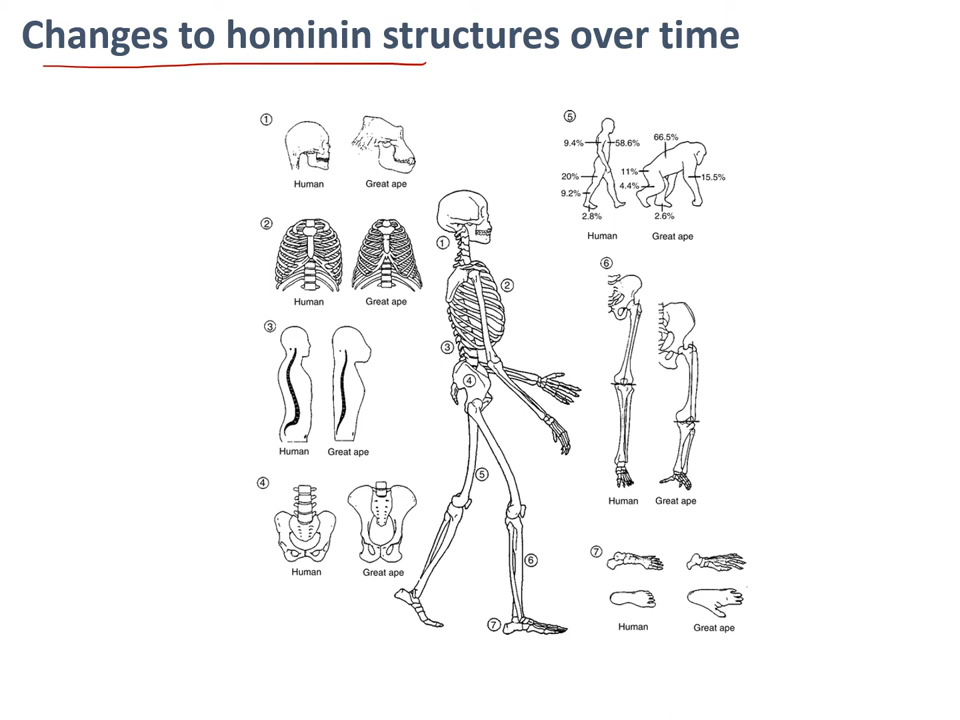 Changes to hominin structures over time
1
Human
Great ape
2
Human
Great ape
3
Human
Great ape
4
Human
Great ape
1
2
3
4
5
6
7
5
9.4%
58.6%
20%
9.2%
2.8%
Human
66.5%
11%
4.4%
15.5%
2.6%
Great ape
6
Human
Great ape
7
Human
Great ape